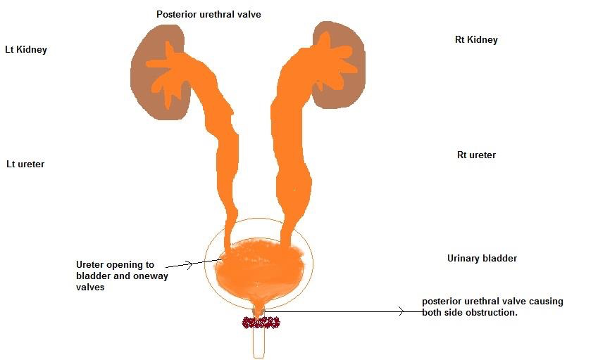 Posterior urethral valve
Lt Kidney
Rt Kidney
Lt ureter
Rt ureter
Urinary bladder
Ureter opening to
bladder and oneway
valves
posterior urethral valve causing
both side obstruction.